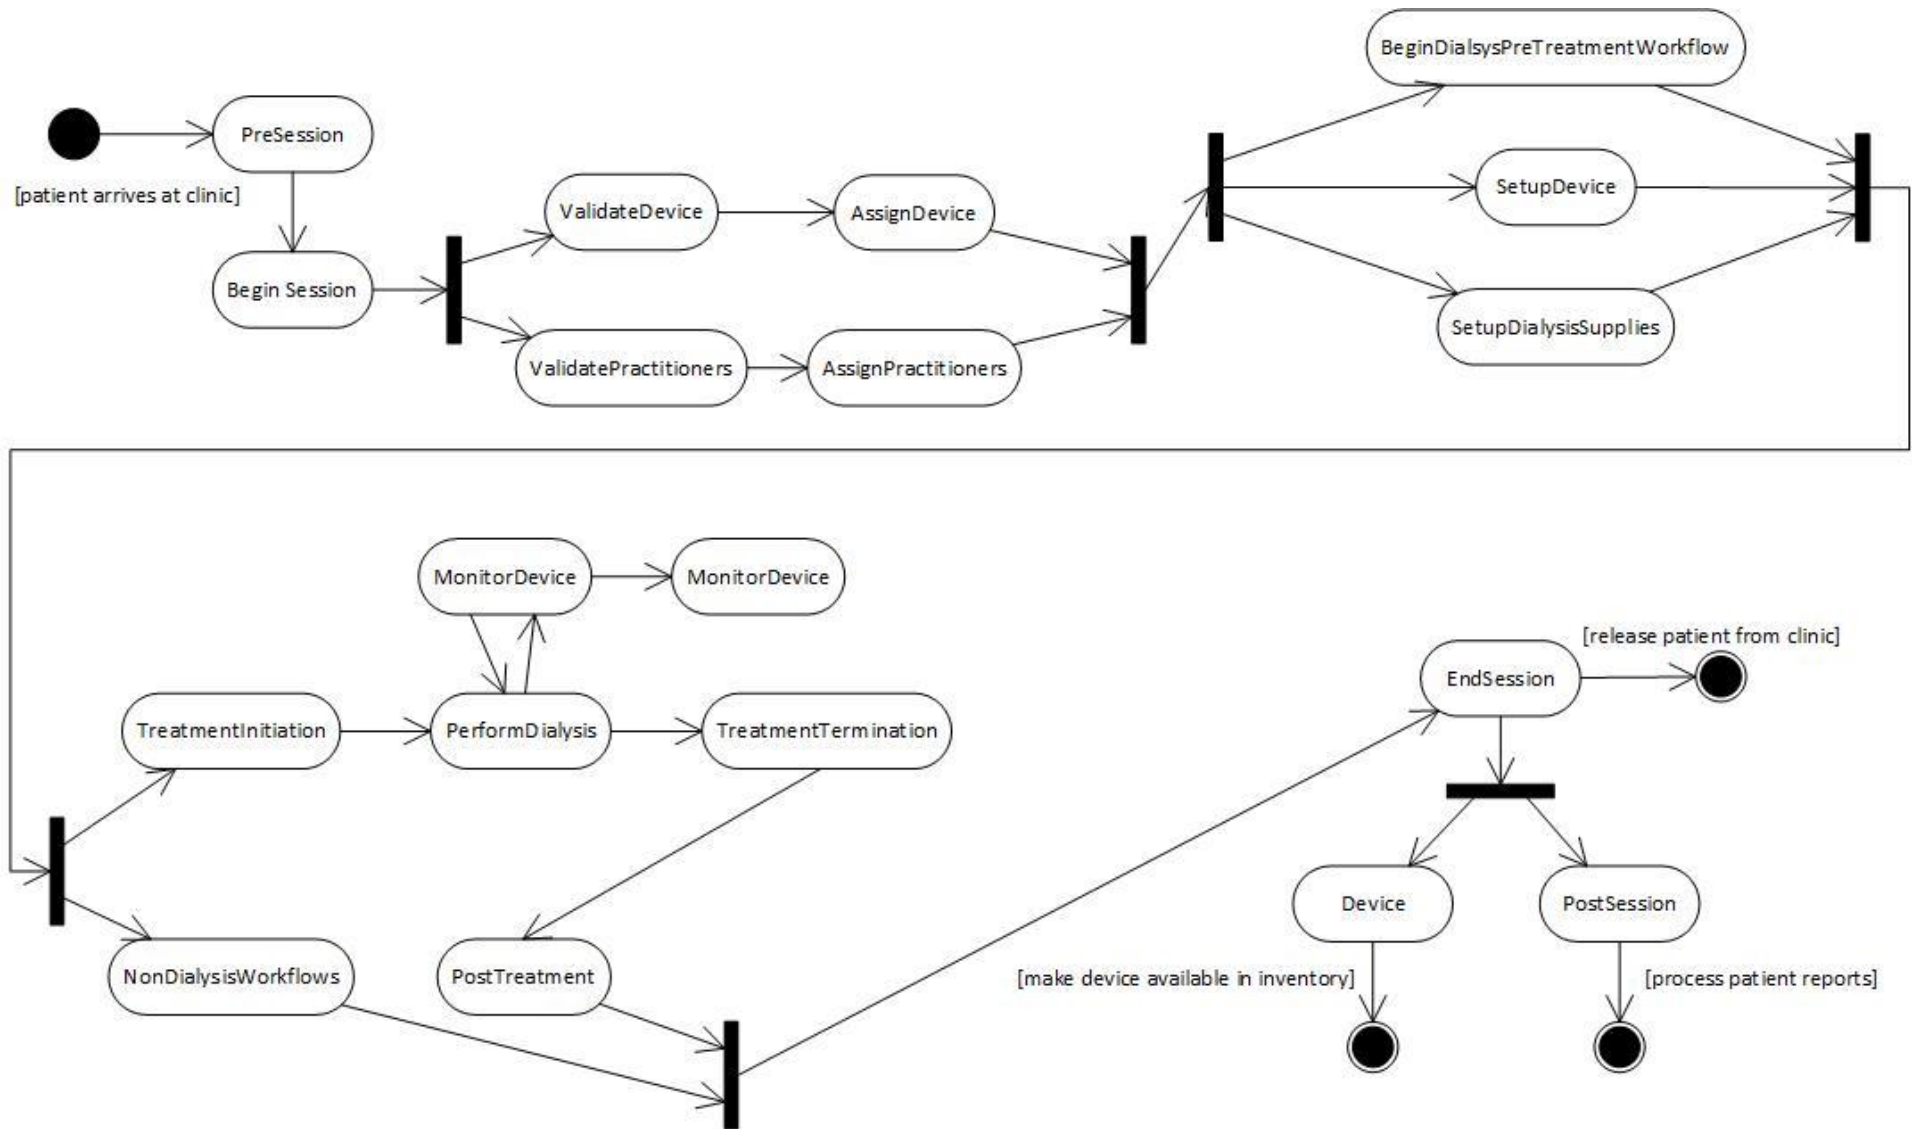 BeginDialsysPreTreatmentWorkflow
PreSession
[patient arrives at clinic]
ValidateDevice
AssignDevice
SetupDevice
Begin Session
ValidatePractitioners
AssignPractitioners
SetupDialysisSupplies
MonitorDevice
MonitorDevice
[release patient from clinic]
EndSession
TreatmentInitiation
PerformDialysis
TreatmentTermination
Device
PostSession
NonDialysisWorkflows
PostTreatment
[make device available in inventory]
[process patient reports]